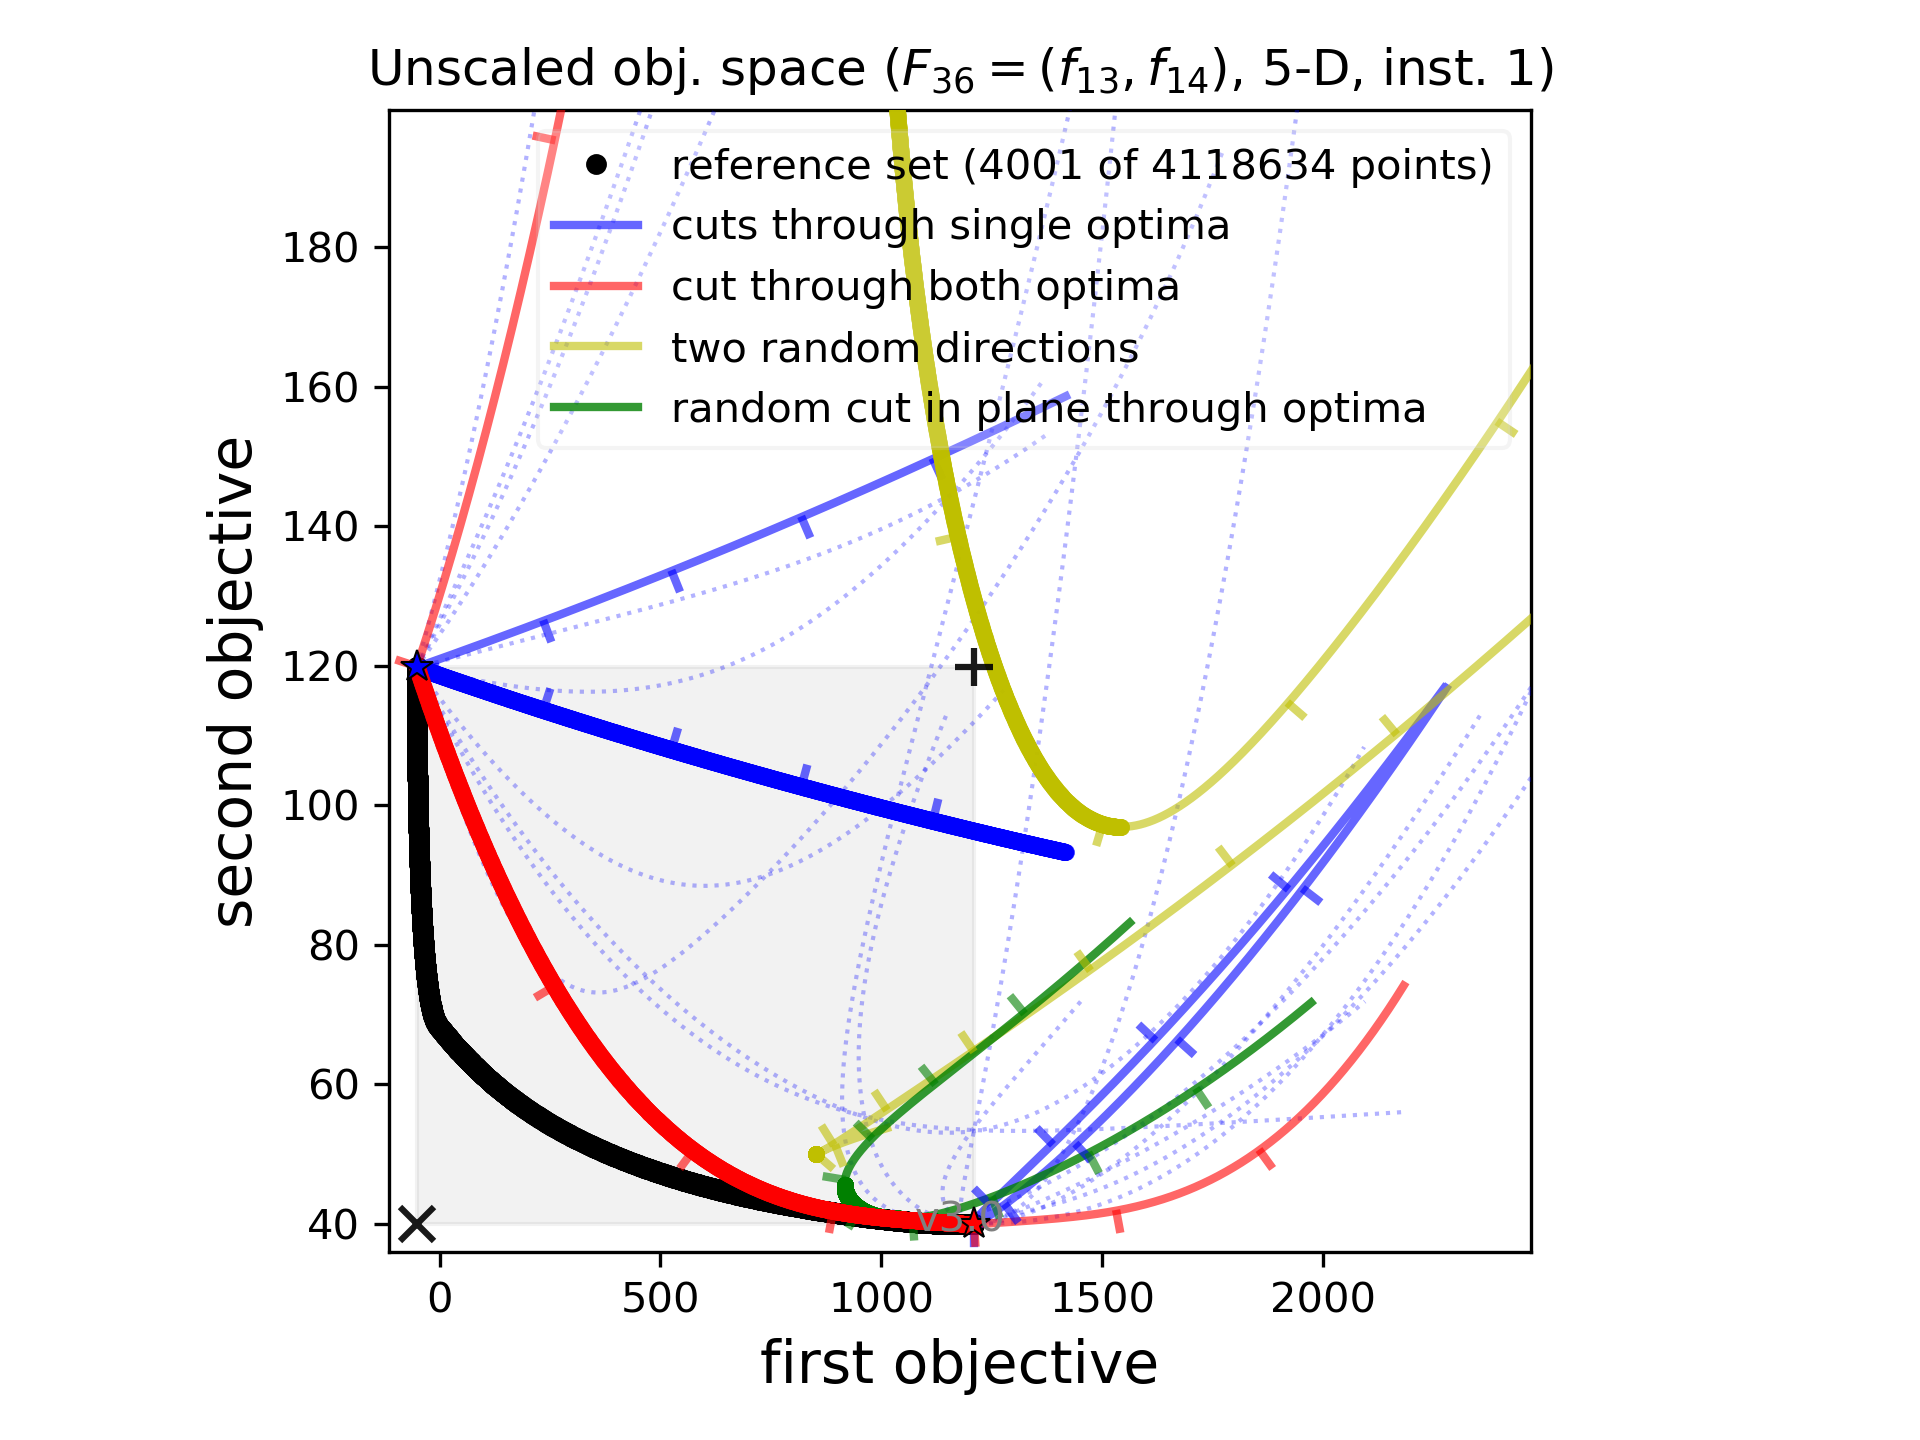 Unscaled obj. space (F36 = (f13, f14), 5-D, inst. 1)
reference set (4001 of 4118634 points)
cuts through single optima
cut through both optima
two random directions
random cut in plane through optima
180
160
140
120
100
80
60
40
second objective
v3.0
0 500 1000 1500 2000
first objective